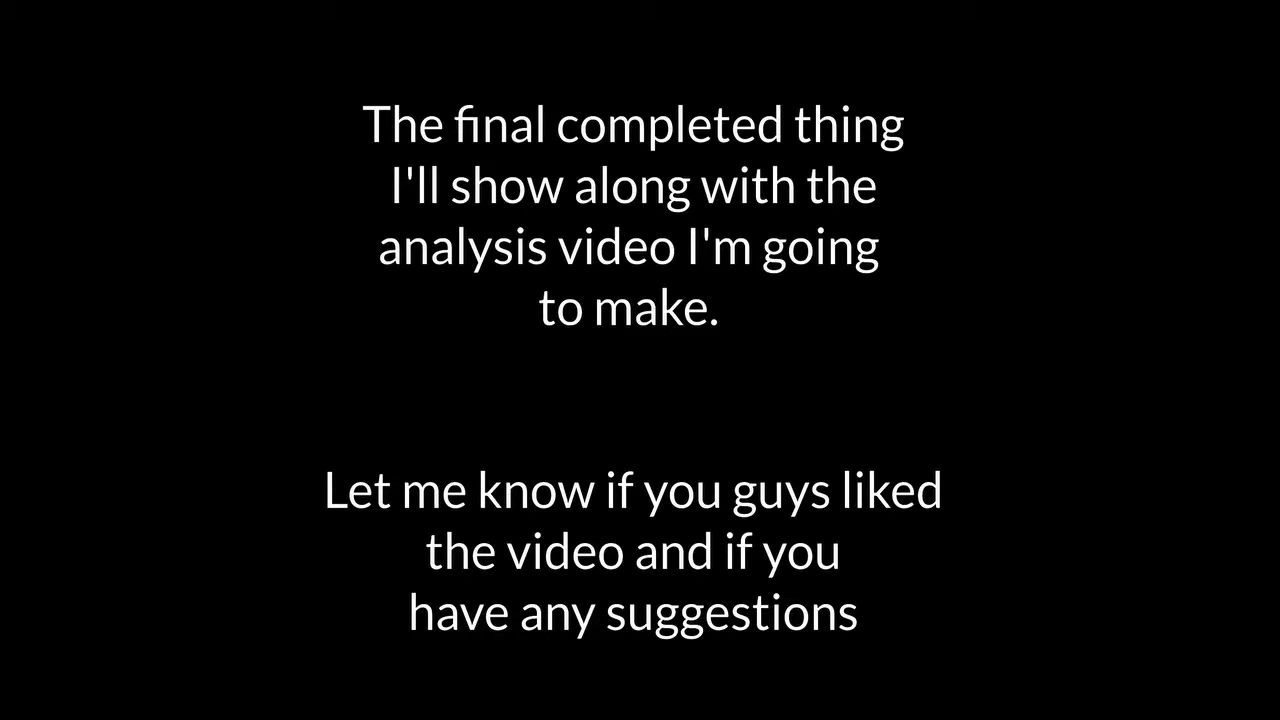 The final completed thing
I'll show along with the
analysis video I'm going
to make.
Let me know if you guys liked
the video and if you
have any suggestions